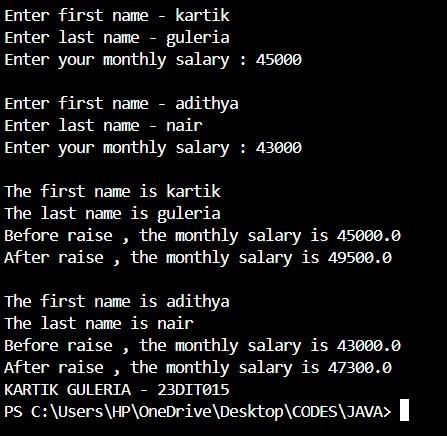 Enter first name - kartik
Enter last name - guleria
Enter your monthly salary : 45000
Enter first name - adithya
Enter last name - nair
Enter your monthly salary : 43000
The first name is kartik
The last name is guleria
Before raise , the monthly salary is 45000.0
After raise , the monthly salary is 49500.0
The first name is adithya
The last name is nair
Before raise , the monthly salary is 43000.0
After raise , the monthly salary is 47300.0
KARTIK GULERIA - 23DIT015
PS C:\Users\HP\OneDrive\Desktop\CODES\JAVA>